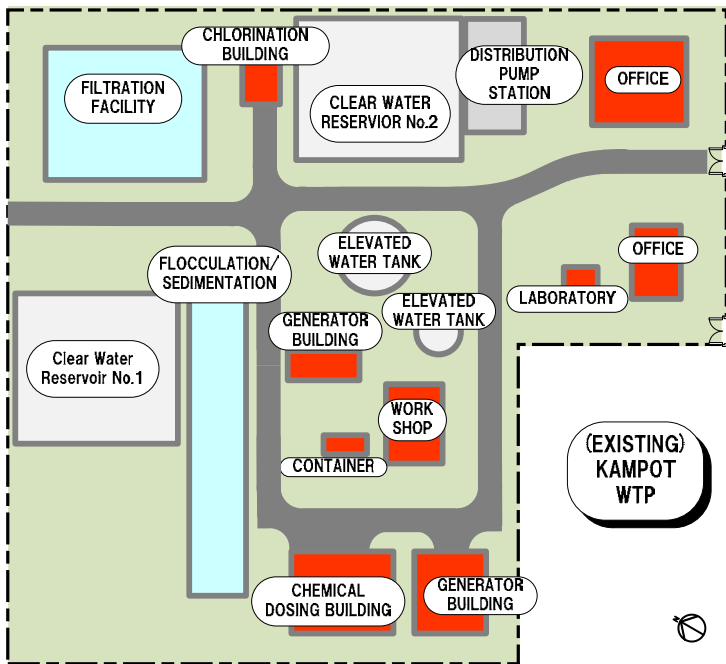 CHLORINATION
BUILDING
FILTRATION
FACILITY
CLEAR WATER
RESERVIOR No.2
DISTRIBUTION
PUMP
STATION
OFFICE
ELEVATED
WATER TANK
OFFICE
FLOCCULATION/
SEDIMENTATION
LABORATORY
ELEVATED
WATER TANK
GENERATOR
BUILDING
Clear Water
Reservoir No.1
WORK
SHOP
CONTAINER
(EXISTING)
KAMPOT
WTP
CHEMICAL
DOSING BUILDING
GENERATOR
BUILDING